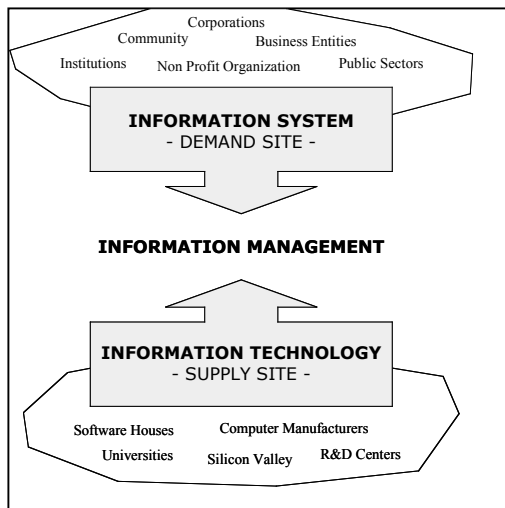 Corporations
Community Business Entities
Institutions Non Profit Organization Public Sectors
INFORMATION SYSTEM
- DEMAND SITE -
INFORMATION MANAGEMENT
INFORMATION TECHNOLOGY
- SUPPLY SITE -
Software Houses Computer Manufacturers
Universities Silicon Valley R&D Centers